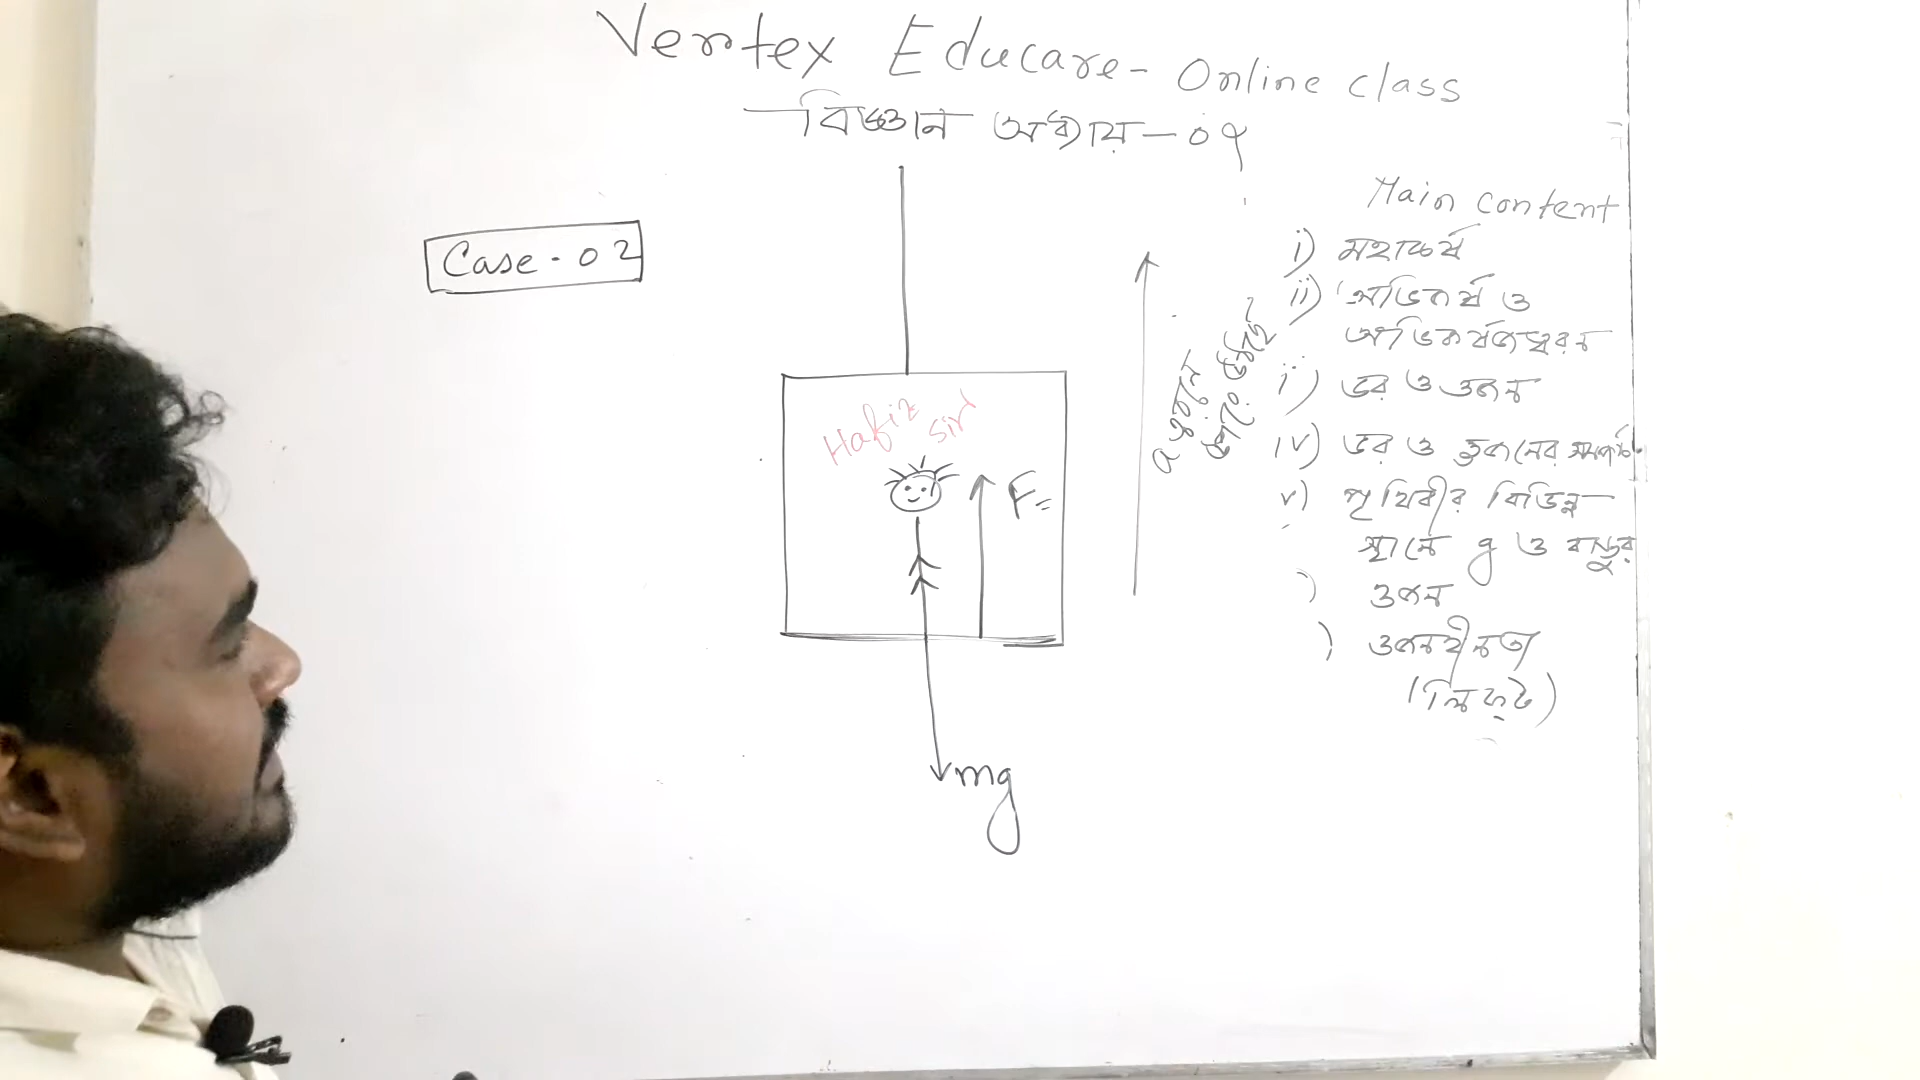 Vertex Educare - Online class
বিজ্ঞান অধ্যায় - ০৭
Case - 02
Hafiz
Sir
F=
mg
a ত্বরণে
Main content
i) মহাকর্ষ
ii) অভিকর্ষ ও
অভিকর্ষজ ত্বরণ
i) ভর ও ওজন
iv) ভর ও ওজনের সম্পর্ক
v) পৃথিবীর বিভিন্ন
স্থানে g ও বস্তুর
) ওজন
) ওজনহীনতা
(লিফ্ট)